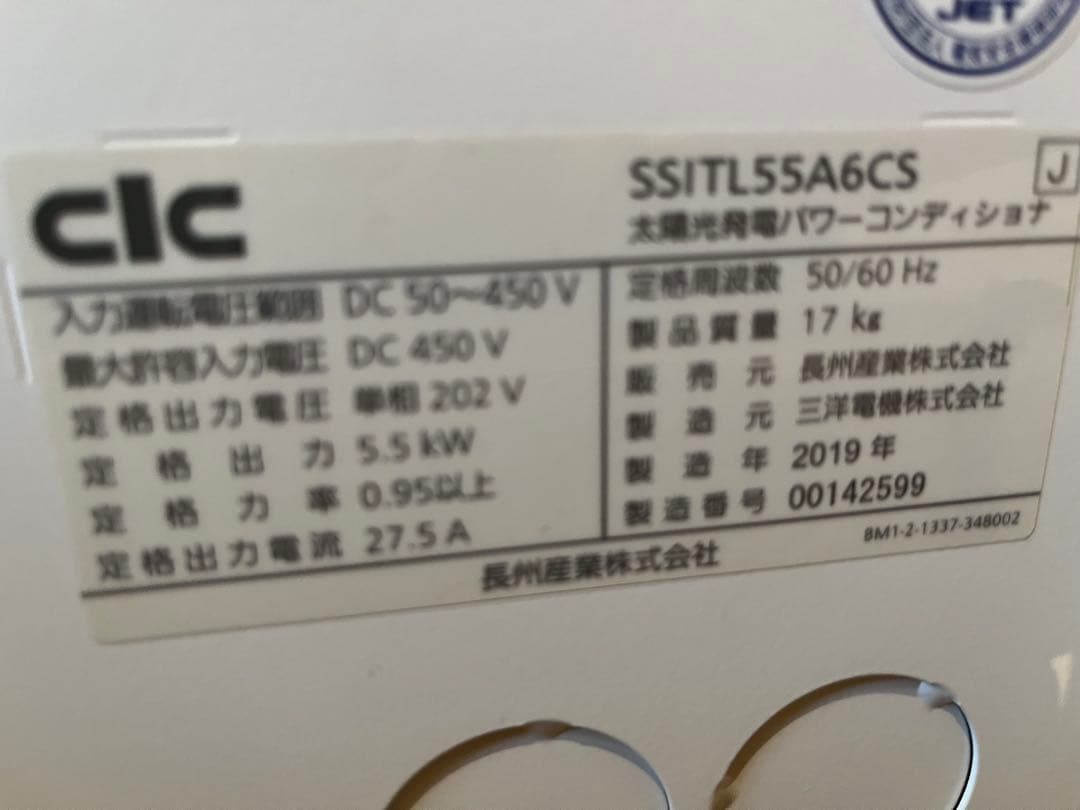 JET
CIC
SSITL55A6CS
J
太陽光発電パワーコンディショナ
入力運転電圧範囲 DC 50〜450 V
最大許容入力電圧 DC 450 V
定格出力電圧 単相 202 V
定格出力 5.5 kW
定格力率 0.95以上
定格出力電流 27.5 A
定格周波数 50/60 Hz
製品質量 17 kg
販売元 長州産業株式会社
製造元 三洋電機株式会社
製造年 2019 年
製造番号 00142599
長州産業株式会社
BM1-2-1337-348002